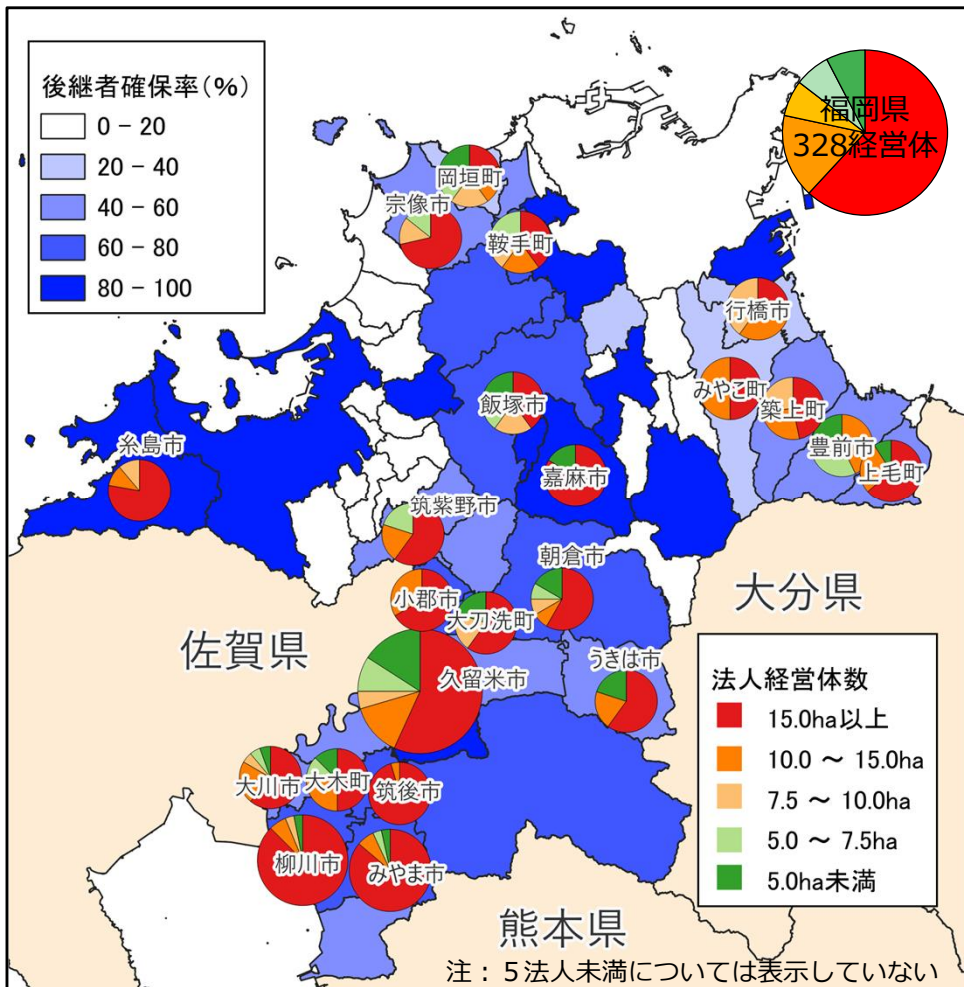 後継者確保率(%)
0 − 20
20 − 40
40 − 60
60 − 80
80 − 100
福岡県
328経営体
岡垣町
宗像市
鞍手町
行橋市
みやこ町
築上町
飯塚市
豊前市
上毛町
糸島市
嘉麻市
筑紫野市
朝倉市
小郡市
大刀洗町
大分県
佐賀県
うきは市
久留米市
法人経営体数
15.0ha以上
10.0 ～ 15.0ha
7.5 ～ 10.0ha
5.0 ～ 7.5ha
5.0ha未満
大川市
大木町
筑後市
柳川市
みやま市
熊本県
注：５法人未満については表示していない